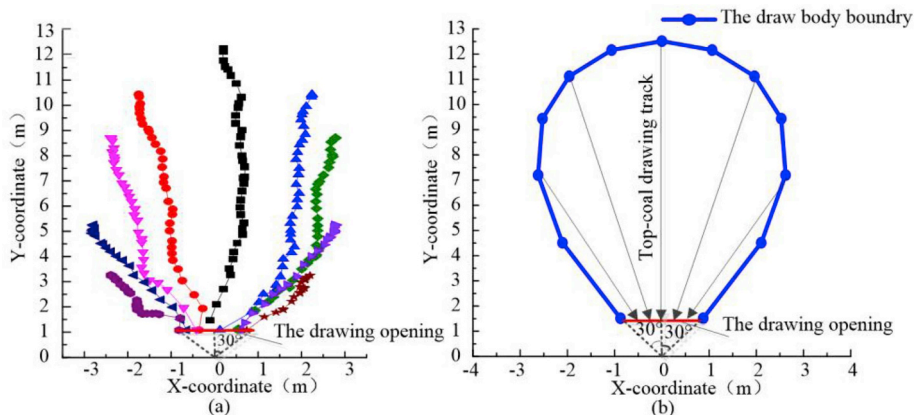 13
12
11
10
9
8
7
6
5
4
3
2
1
0
Y-coordinate（m）
-3 -2 -1 0 1 2 3
X-coordinate（m）
30°
The drawing opening
(a)
The draw body boundry
13
12
11
10
9
8
7
6
5
4
3
2
1
0
Y-coordinate（m）
Top-coal drawing track
30° 30°
The drawing opening
-4 -3 -2 -1 0 1 2 3 4
X-coordinate（m）
(b)